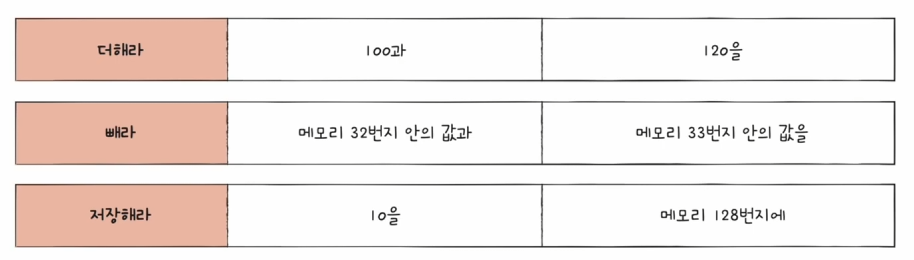 더해라 100과 120을
빼라 메모리 32번지 안의 값과 메모리 33번지 안의 값을
저장해라 10을 메모리 128번지에